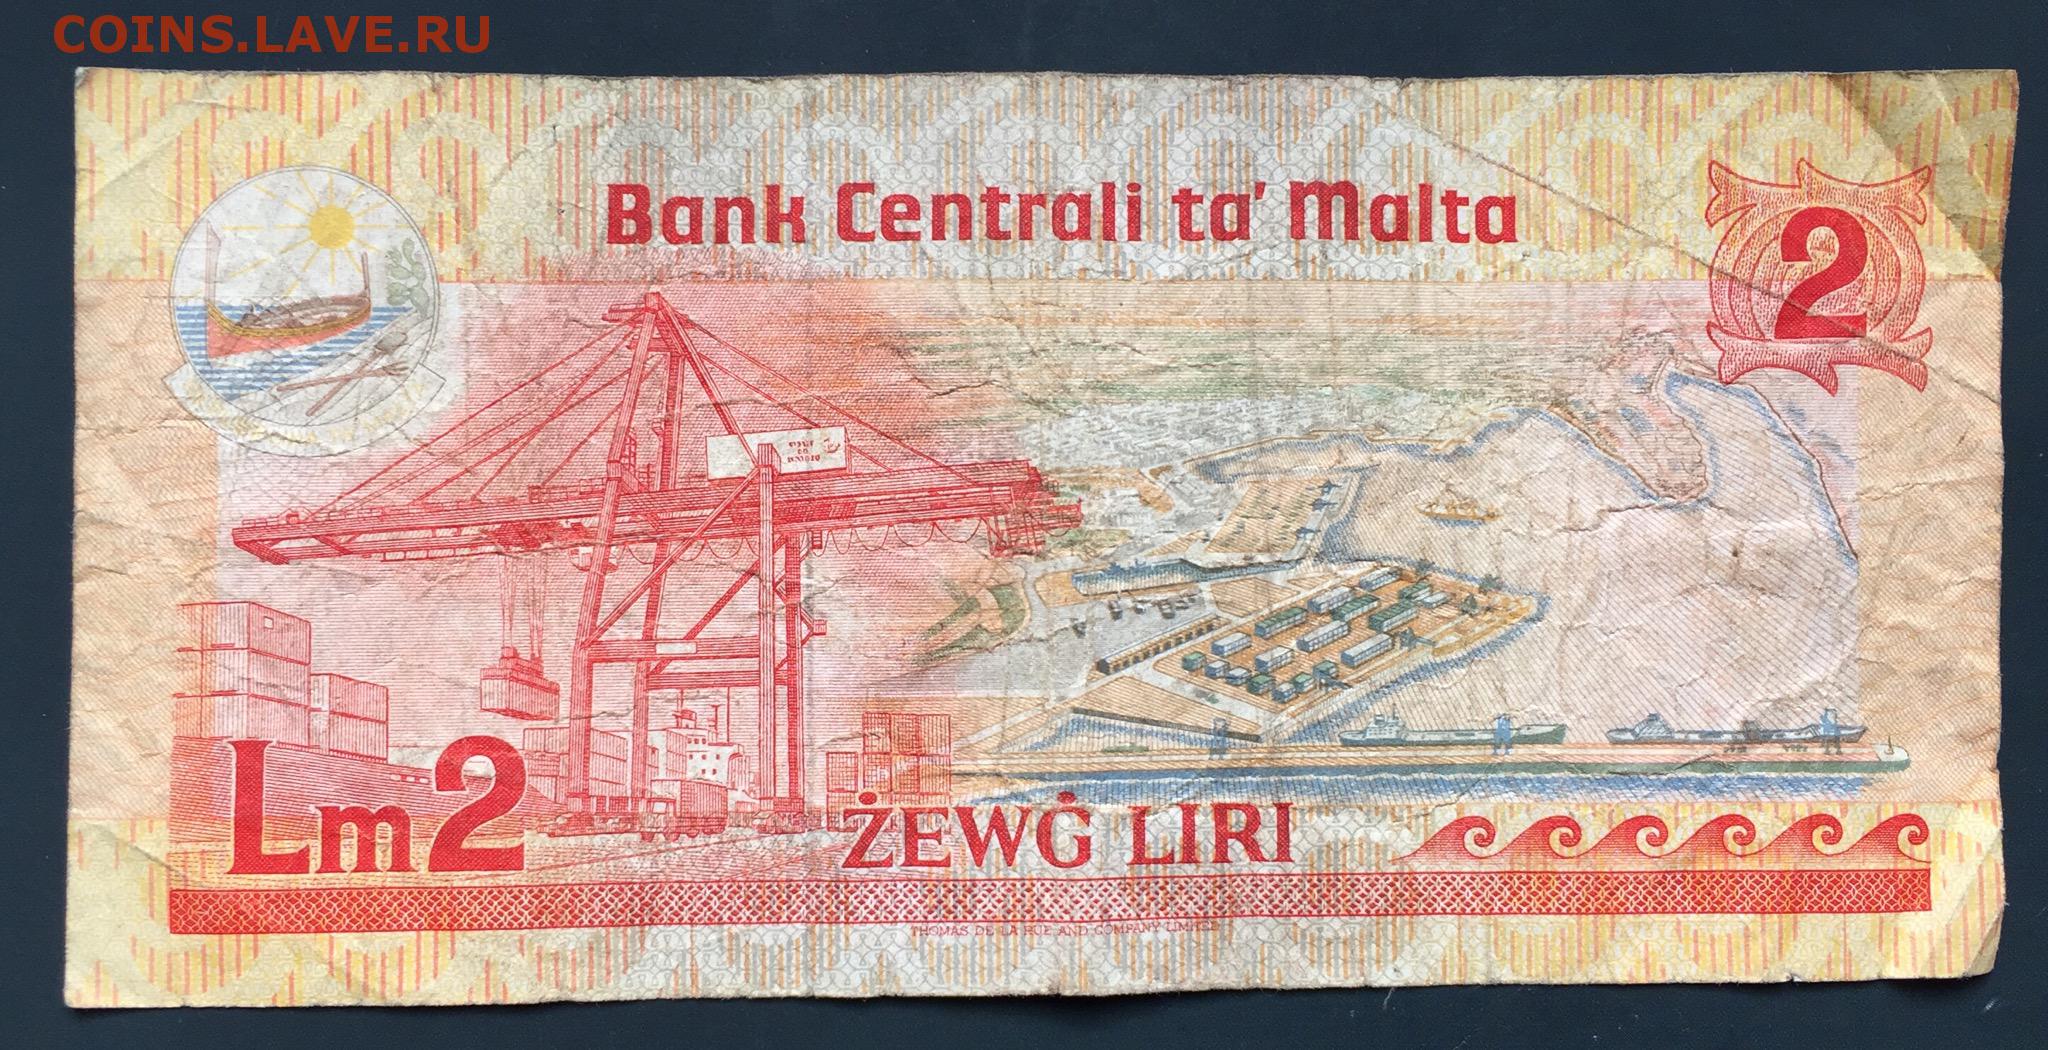 COINS.LAVE.RU
Bank Centrali ta' Malta
2
Lm2
ŻEWĠ LIRI
THOMAS DE LA RUE AND COMPANY LIMITED